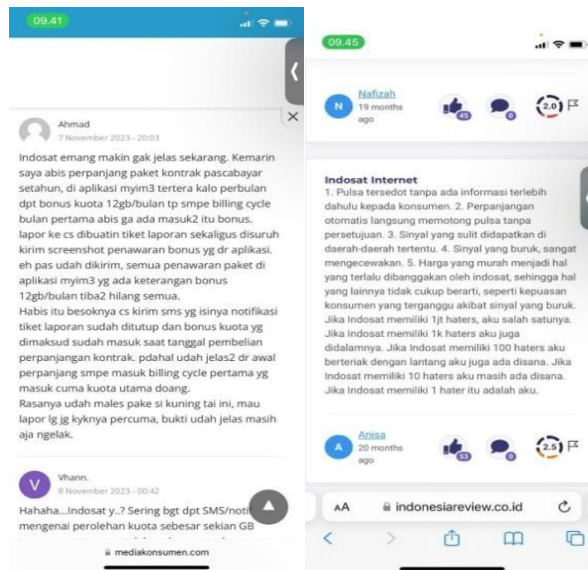 09.41
Ahmad
7 November 2023 - 20:03
Indosat emang makin gak jelas sekarang. Kemarin
saya abis perpanjang paket kontrak pascabayar
setahun, di aplikasi myim3 tertera kalo perbulan
dpt bonus kuota 12gb/bulan tp smpe billing cycle
bulan pertama abis ga ada masuk2 itu bonus.
lapor ke cs dibuatin tiket laporan sekaligus disuruh
kirim screenshot penawaran bonus yg dr aplikasi.
eh pas udah dikirim, semua penawaran paket di
aplikasi myim3 yg ada keterangan bonus
12gb/bulan tiba2 hilang semua.
Habis itu besoknya cs kirim sms yg isinya notifikasi
tiket laporan sudah ditutup dan bonus kuota yg
dimaksud sudah masuk saat tanggal pembelian
perpanjangan kontrak. pdahal udah jelas2 dr awal
perpanjang smpe masuk billing cycle pertama yg
masuk cuma kuota utama doang.
Rasanya udah males pake si kuning tai ini, mau
lapor lg jg kyknya percuma, bukti udah jelas masih
aja ngelak.
V
Vhann.
8 November 2023 - 00:42
Hahaha...Indosat y..? Sering bgt dpt SMS/noti
mengenai perolehan kuota sebesar sekian GB
mediakonsumen.com
09.45
N
Nafizah
19 months
ago
45
0
2.0
Indosat Internet
1. Pulsa tersedot tanpa ada informasi terlebih
dahulu kepada konsumen. 2. Perpanjangan
otomatis langsung memotong pulsa tanpa
persetujuan. 3. Sinyal yang sulit didapatkan di
daerah-daerah tertentu. 4. Sinyal yang buruk, sangat
mengecewakan. 5. Harga yang murah menjadi hal
yang terlalu dibanggakan oleh indosat, sehingga hal
yang lainnya tidak cukup berarti, seperti kepuasan
konsumen yang terganggu akibat sinyal yang buruk.
Jika Indosat memiliki 1jt haters, aku salah satunya.
Jika Indosat memiliki 1k haters aku juga
didalamnya. Jika Indosat memiliki 100 haters aku
berteriak dengan lantang aku juga ada disana. Jika
Indosat memiliki 10 haters aku masih ada disana.
Jika Indosat memiliki 1 hater itu adalah aku.
A
Anisa
20 months
ago
53
0
2.5
AA
indonesiareview.co.id